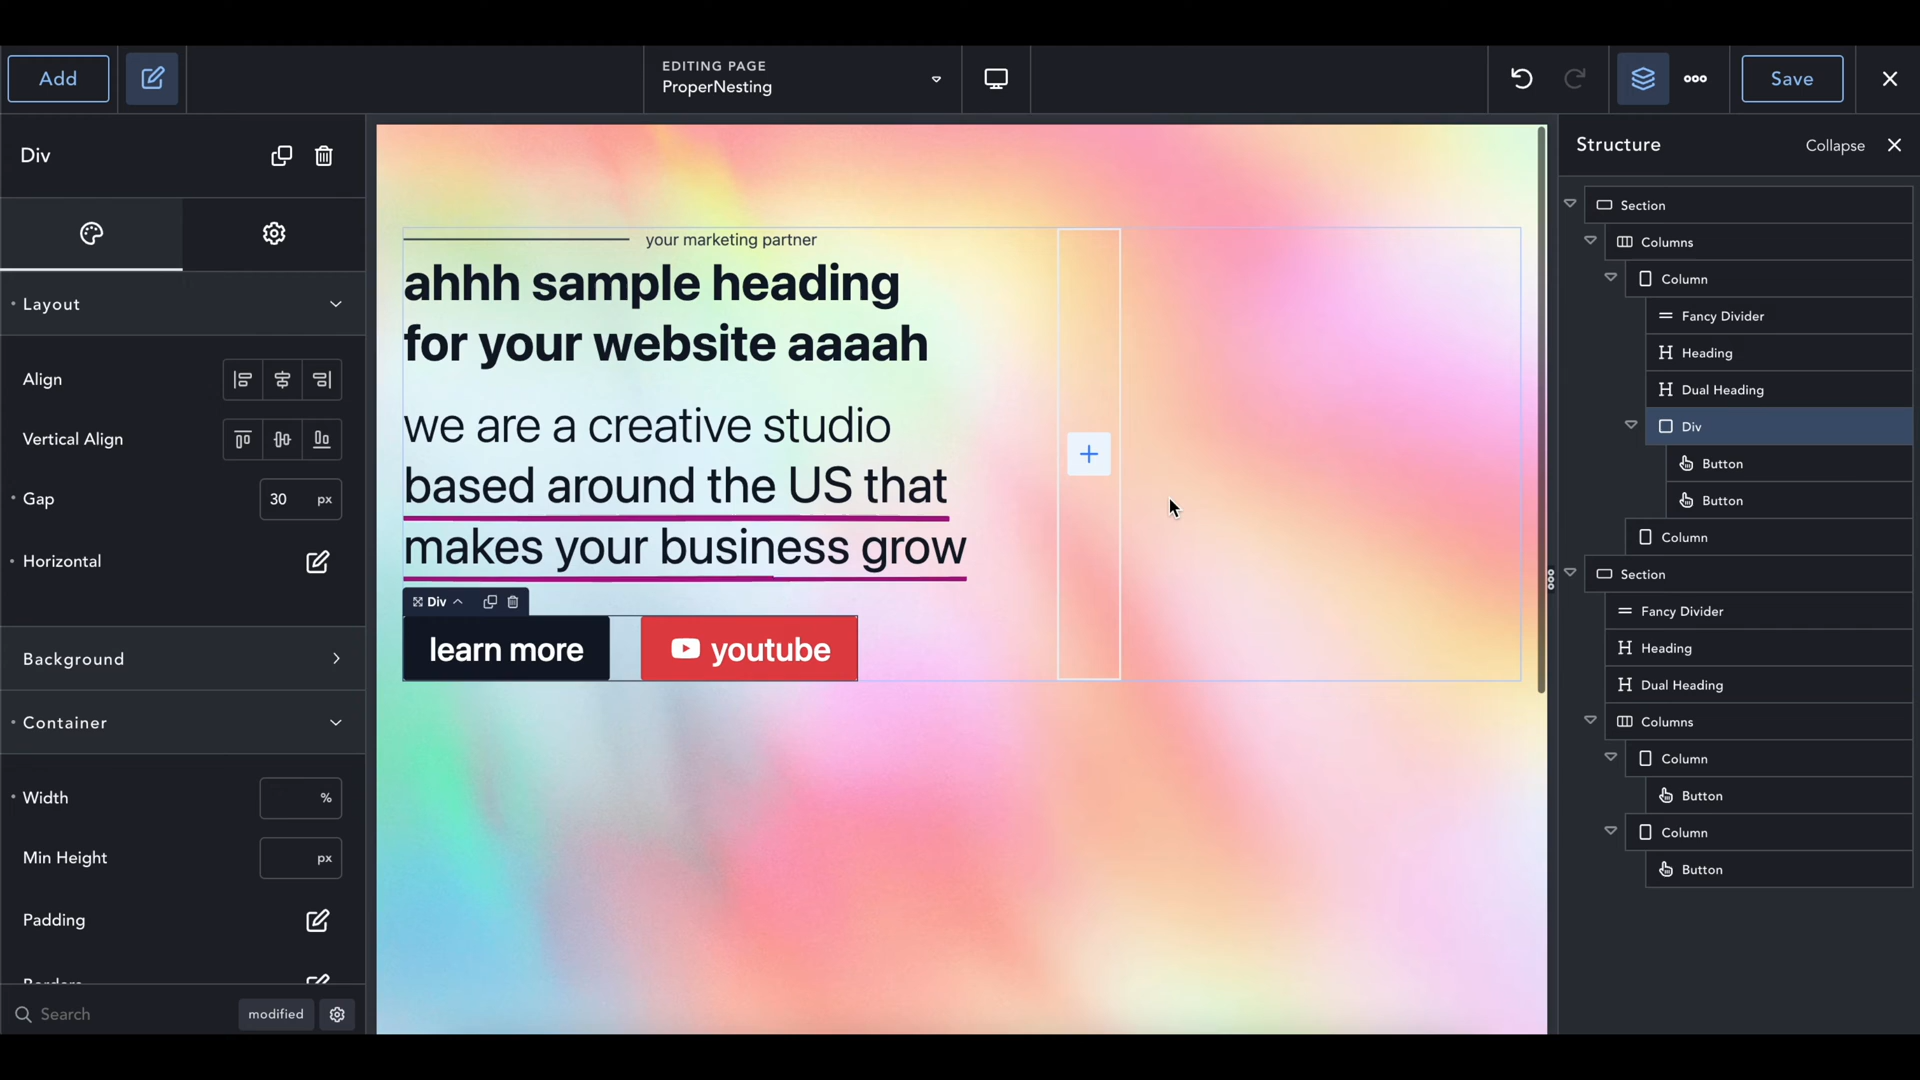 Add
EDITING PAGE
ProperNesting
Save
Div
Layout
Align
Vertical Align
Gap
30 px
Horizontal
Background
Container
Width
%
Min Height
px
Padding
Borders
Search
modified
your marketing partner
ahhh sample heading
for your website aaaah
we are a creative studio
based around the US that
makes your business grow
Div
learn more
youtube
Structure
Collapse
Section
Columns
Column
Fancy Divider
Heading
Dual Heading
Div
Button
Button
Column
Section
Fancy Divider
Heading
Dual Heading
Columns
Column
Button
Column
Button